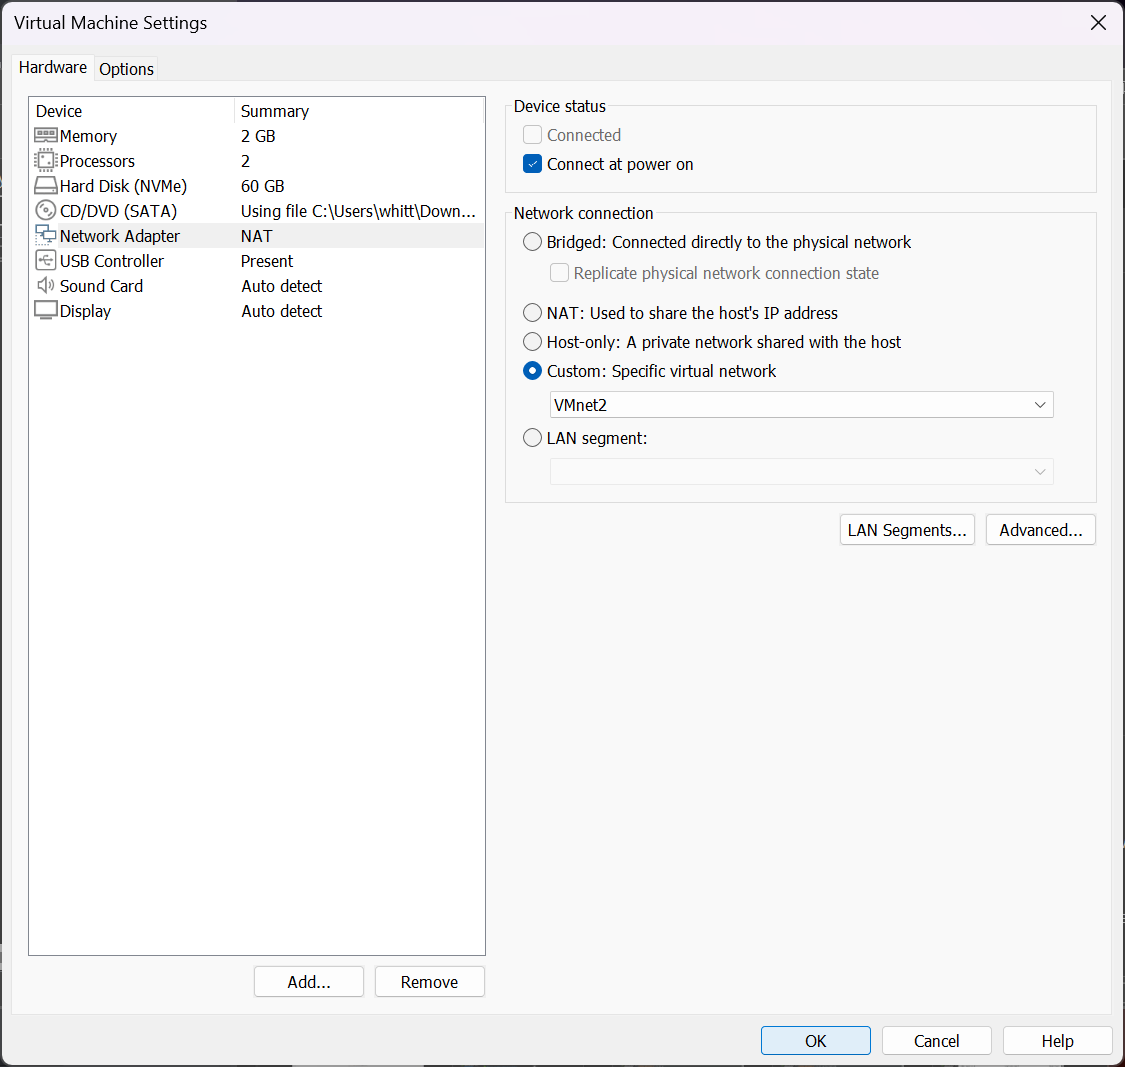 Virtual Machine Settings
Hardware
Options
Device Summary
Memory 2 GB
Processors 2
Hard Disk (NVMe) 60 GB
CD/DVD (SATA) Using file C:\Users\whitt\Down...
Network Adapter NAT
USB Controller Present
Sound Card Auto detect
Display Auto detect
Add...
Remove
Device status
Connected
Connect at power on
Network connection
Bridged: Connected directly to the physical network
Replicate physical network connection state
NAT: Used to share the host's IP address
Host-only: A private network shared with the host
Custom: Specific virtual network
VMnet2
LAN segment:
LAN Segments...
Advanced...
OK
Cancel
Help